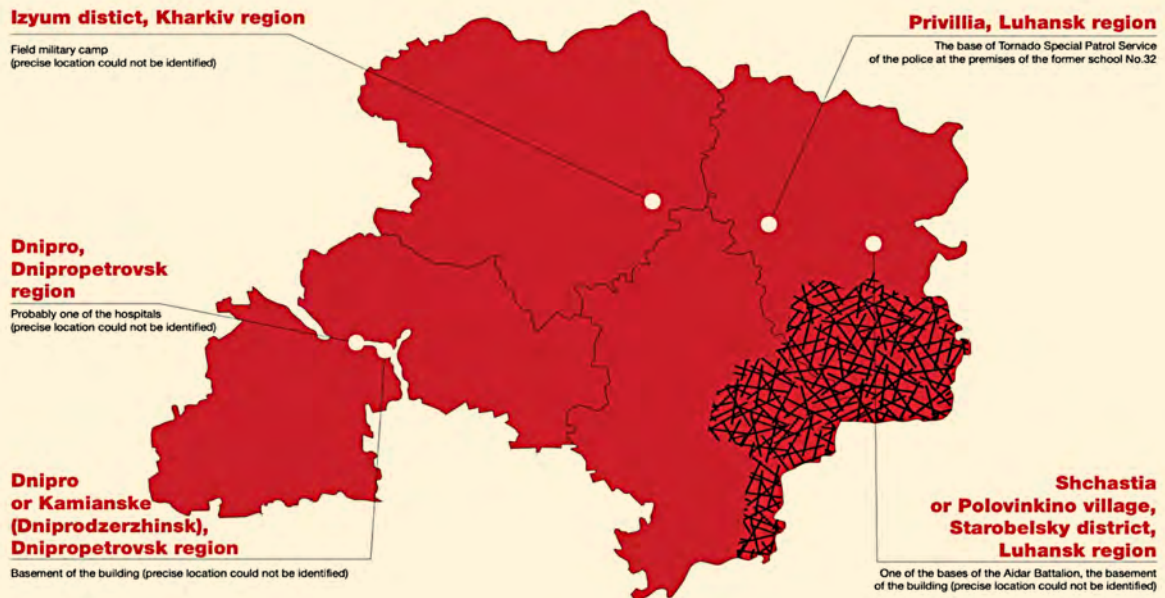 Izyum distict, Kharkiv region
Field military camp
(precise location could not be identified)
Privillia, Luhansk region
The base of Tornado Special Patrol Service
of the police at the premises of the former school No.32
Dnipro,
Dnipropetrovsk
region
Probably one of the hospitals
(precise location could not be identified)
Dnipro
or Kamianske
(Dniprodzerzhinsk),
Dnipropetrovsk region
Basement of the building (precise location could not be identified)
Shchastia
or Polovinkino village,
Starobelsky district,
Luhansk region
One of the bases of the Aidar Battalion, the basement
of the building (precise location could not be identified)